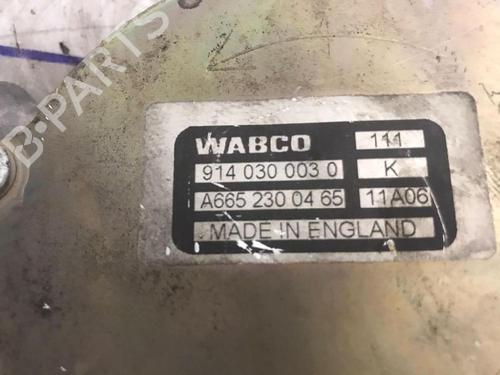 B-PARTS
WABCO 111
914 030 003 0 K
A665 230 04 65 11A06
MADE IN ENGLAND